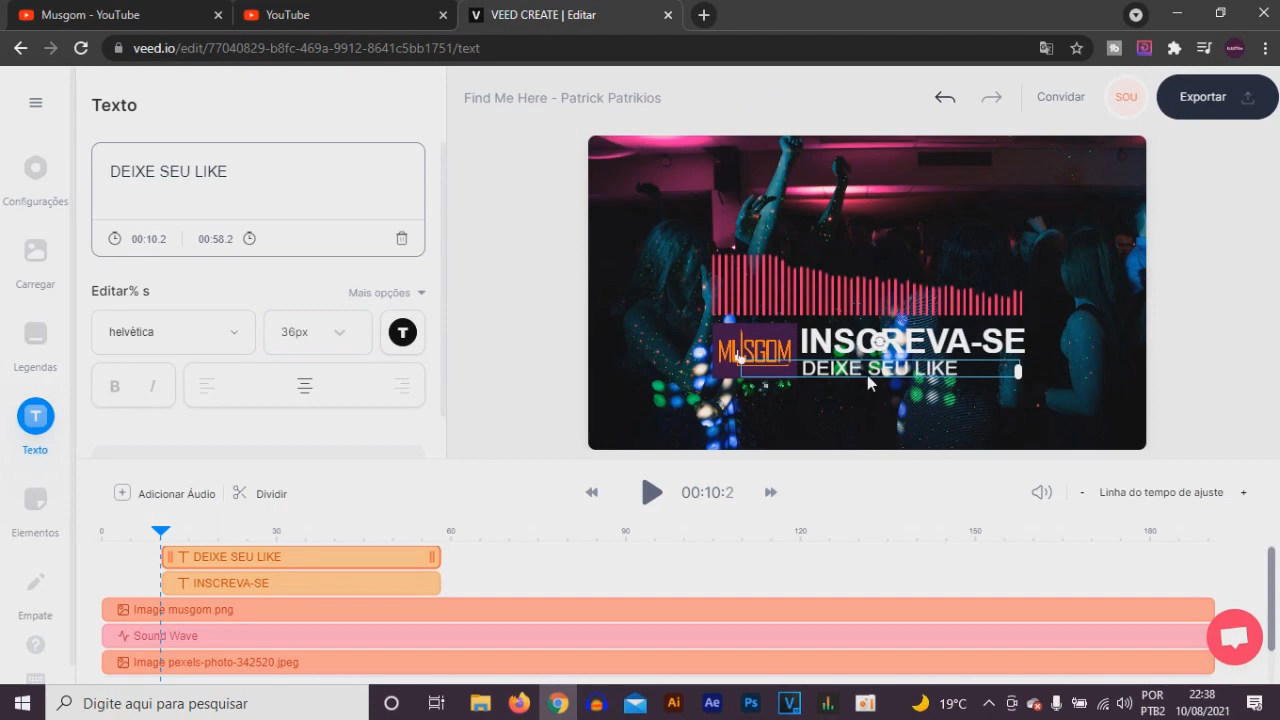 Musgom - YouTube
YouTube
VEED CREATE | Editar
veed.io/edit/77040829-b8fc-469a-9912-8641c5bb1751/text
Configurações
Carregar
Legendas
Texto
Elementos
Empate
Texto
DEIXE SEU LIKE
00:10.2
00:58.2
Editar% s
Mais opções
helvética
36px
T
B I
Find Me Here - Patrick Patrikios
Convidar
SOU
Exportar
MUSGOM
INSCREVA-SE
DEIXE SEU LIKE
Adicionar Áudio
Dividir
00:10:2
- Linha do tempo de ajuste +
0 30 60 90 120 150 180
DEIXE SEU LIKE
INSCREVA-SE
Image musgom.png
Sound Wave
Image pexels-photo-342520.jpeg
Digite aqui para pesquisar
Ai
Ae
Ps
19°C
POR
PTB2
22:38
10/08/2021